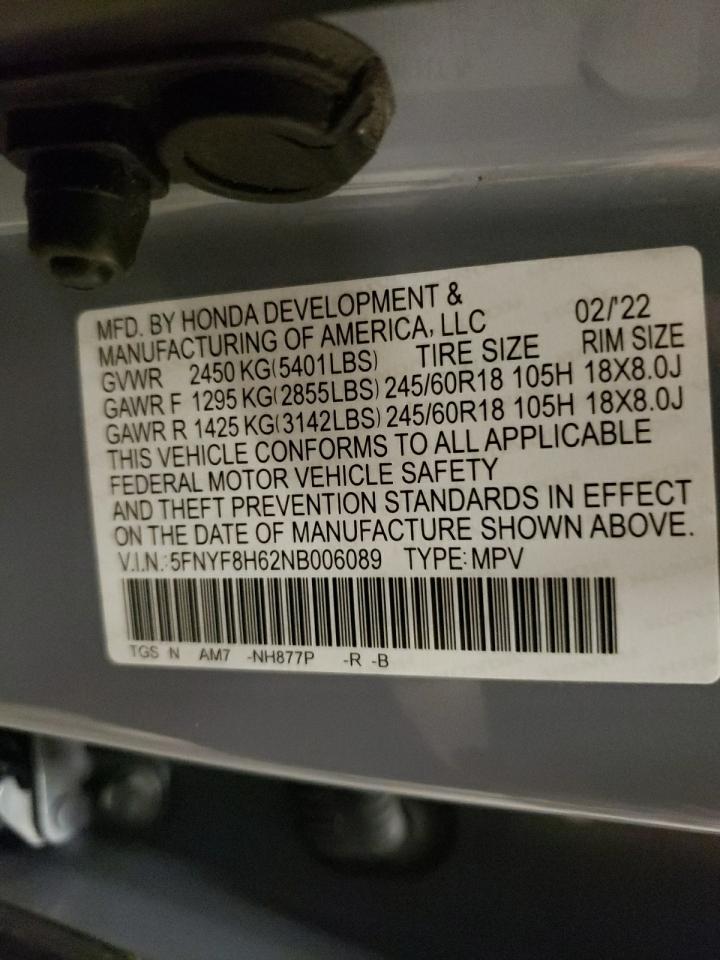 MFD. BY HONDA DEVELOPMENT &
MANUFACTURING OF AMERICA, LLC 02/'22
GVWR 2450 KG(5401LBS) TIRE SIZE RIM SIZE
GAWR F 1295 KG(2855LBS) 245/60R18 105H 18X8.0J
GAWR R 1425 KG(3142LBS) 245/60R18 105H 18X8.0J
THIS VEHICLE CONFORMS TO ALL APPLICABLE
FEDERAL MOTOR VEHICLE SAFETY
AND THEFT PREVENTION STANDARDS IN EFFECT
ON THE DATE OF MANUFACTURE SHOWN ABOVE.
V.I.N.:5FNYF8H62NB006089 TYPE:MPV
TGS N AM7 -NH877P -R -B